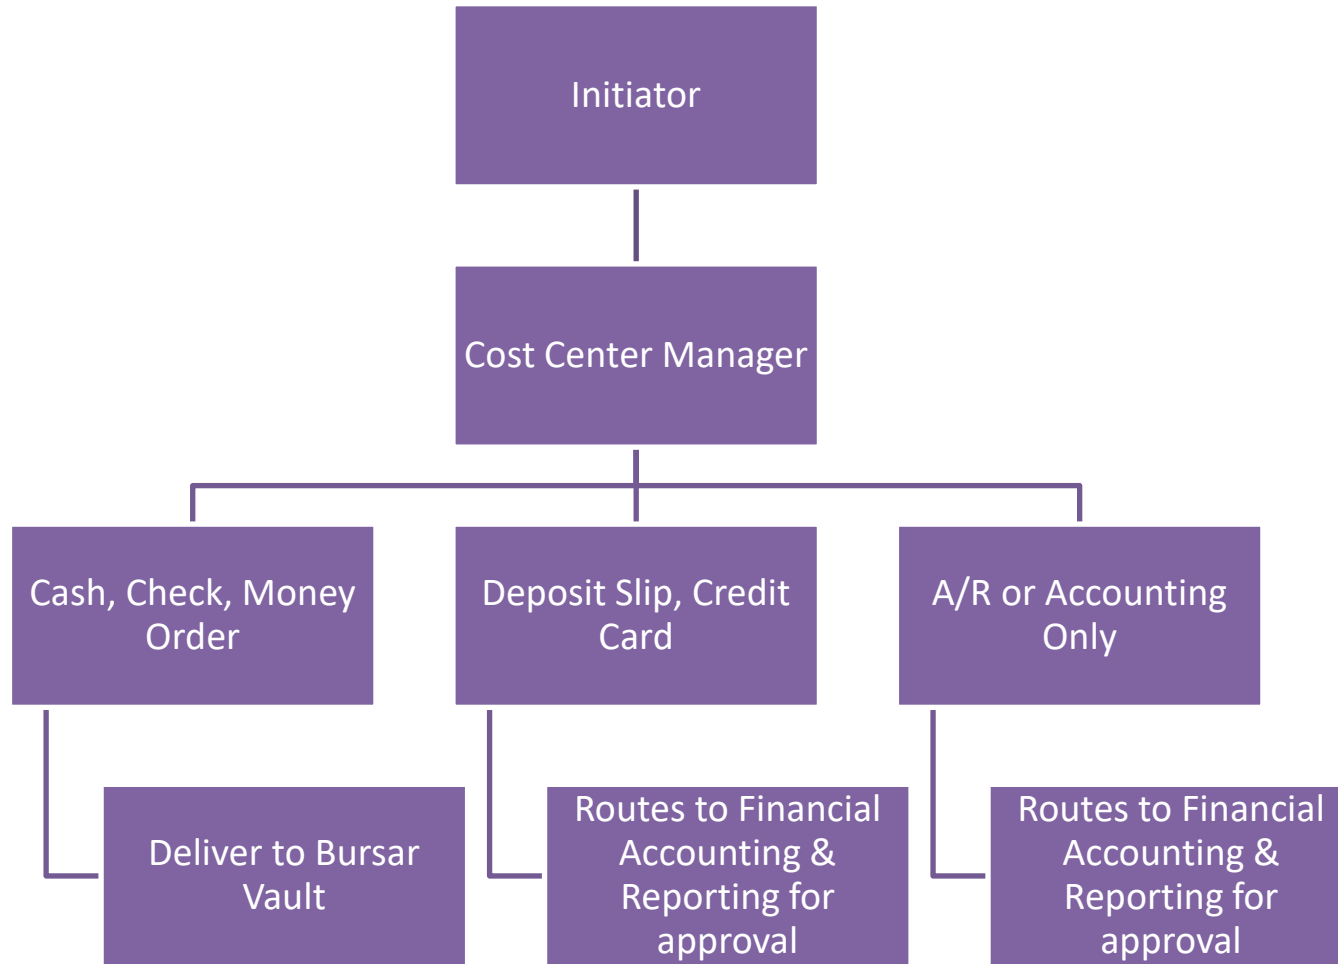 Initiator
Cost Center Manager
Cash, Check, Money
Order
Deposit Slip, Credit
Card
A/R or Accounting
Only
Deliver to Bursar
Vault
Routes to Financial
Accounting &
Reporting for
approval
Routes to Financial
Accounting &
Reporting for
approval